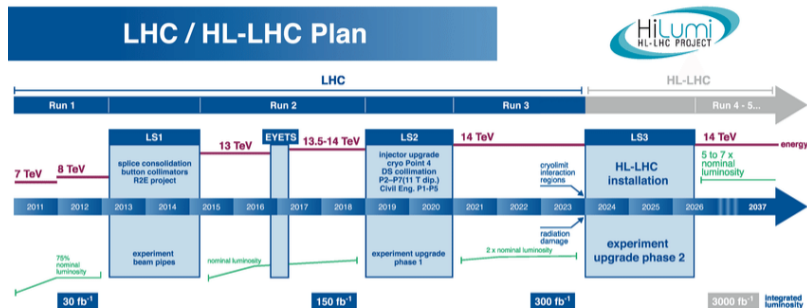 LHC / HL-LHC Plan
HiLumi
HL-LHC PROJECT
LHC
HL-LHC
Run 1
Run 2
Run 3
Run 4 - 5...
LS1
EYETS
LS2
LS3
7 TeV
8 TeV
splice consolidation
button collimators
R2E project
13 TeV
13.5-14 TeV
injector upgrade
cryo Point 4
DS collimation
P2-P7(11 T dip.)
Civil Eng. P1-P5
14 TeV
cryolimit
interaction
regions
HL-LHC
installation
14 TeV
energy
5 to 7 x
nominal
luminosity
2011 2012 2013 2014 2015 2016 2017 2018 2019 2020 2021 2022 2023 2024 2025 2026 2037
75%
nominal
luminosity
experiment
beam pipes
nominal luminosity
experiment upgrade
phase 1
2 x nominal luminosity
radiation
damage
experiment
upgrade phase 2
30 fb⁻¹
150 fb⁻¹
300 fb⁻¹
3000 fb⁻¹
integrated
luminosity